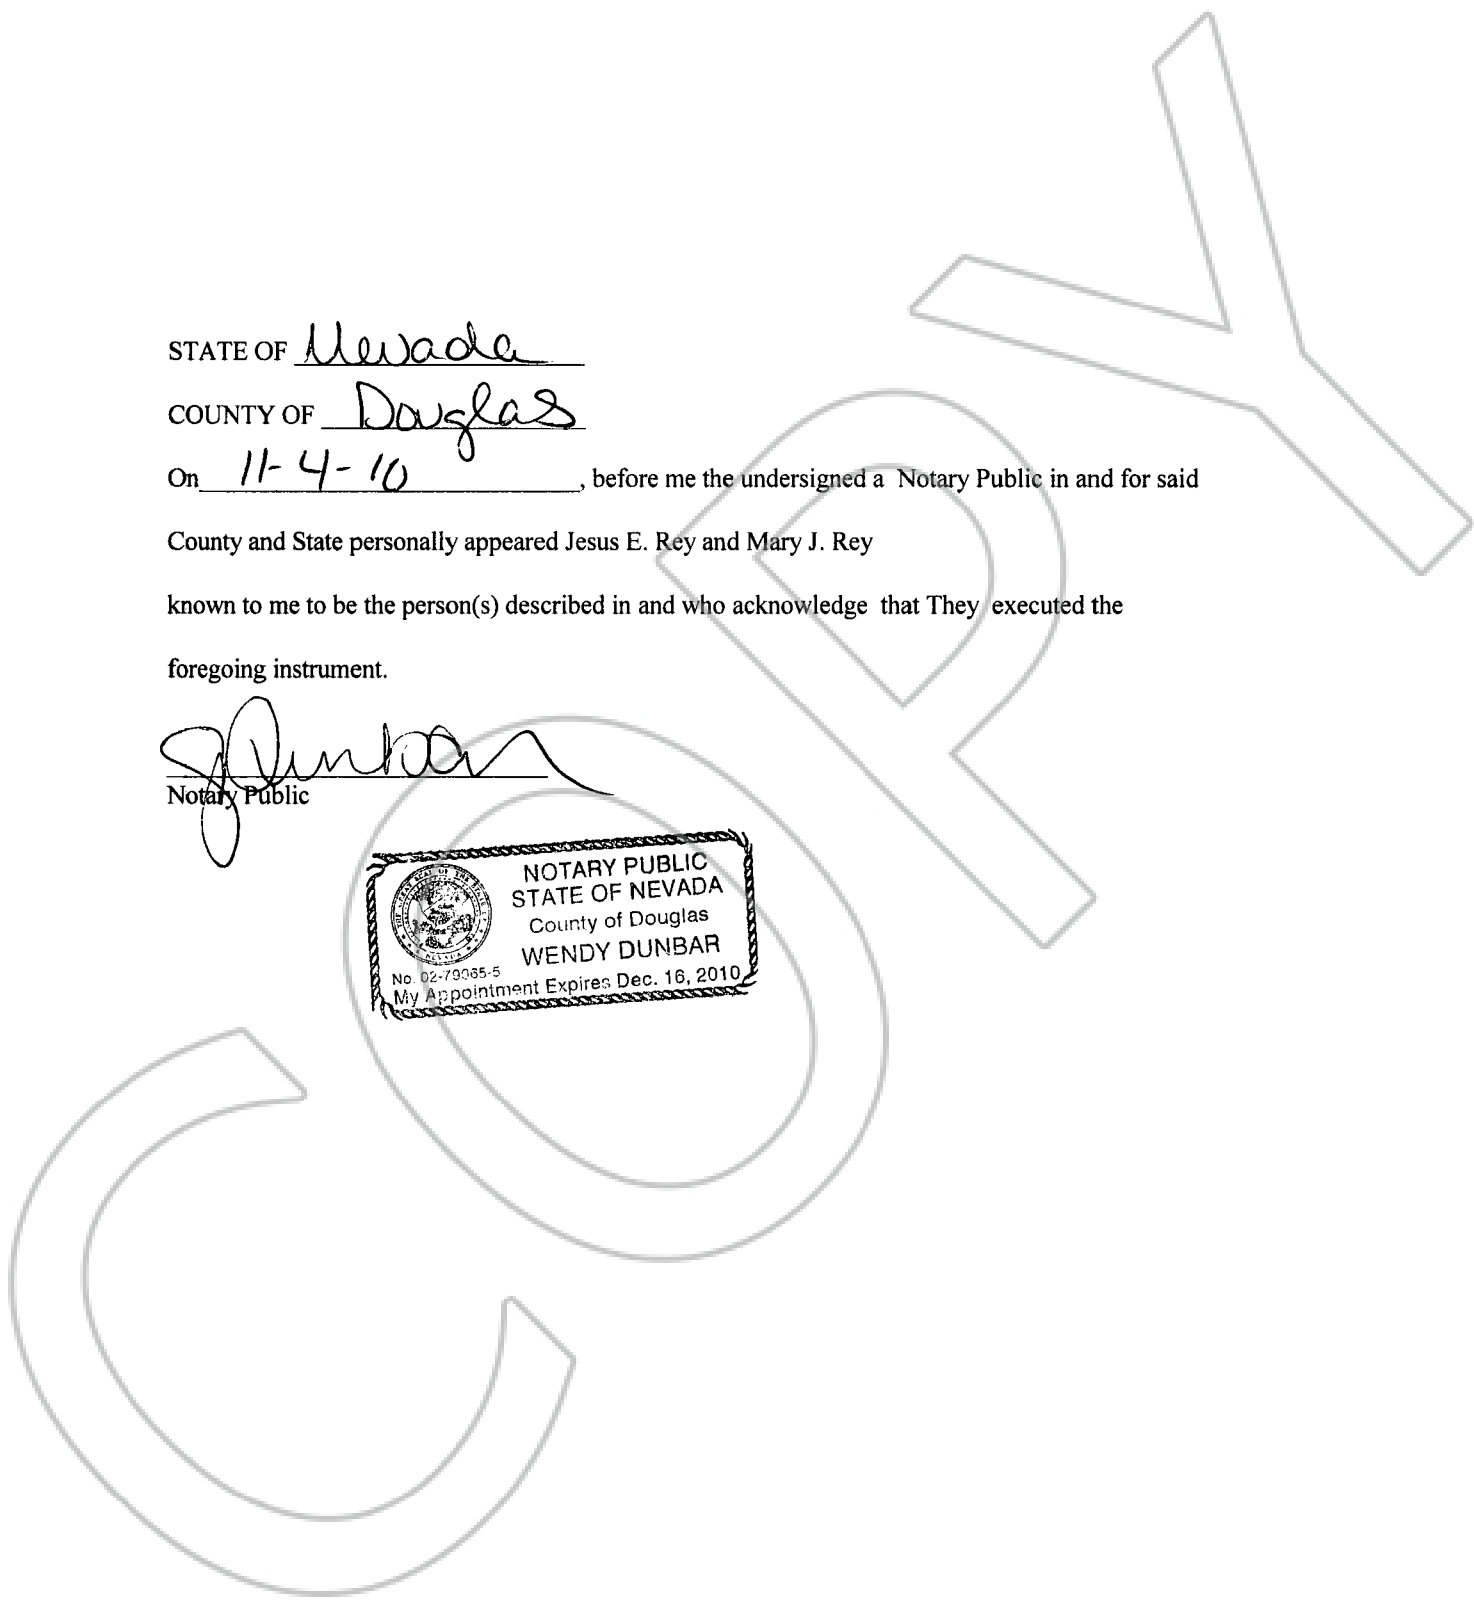 STATE OF Nevada
COUNTY OF Douglas
On 11-4-10, before me the undersigned a Notary Public in and for said
County and State personally appeared Jesus E. Rey and Mary J. Rey
known to me to be the person(s) described in and who acknowledge that They executed the
foregoing instrument.
Dunbar
Notary Public
NOTARY PUBLIC
STATE OF NEVADA
County of Douglas
WENDY DUNBAR
No. 02-79065-5
My Appointment Expires Dec. 16, 2010
COPY